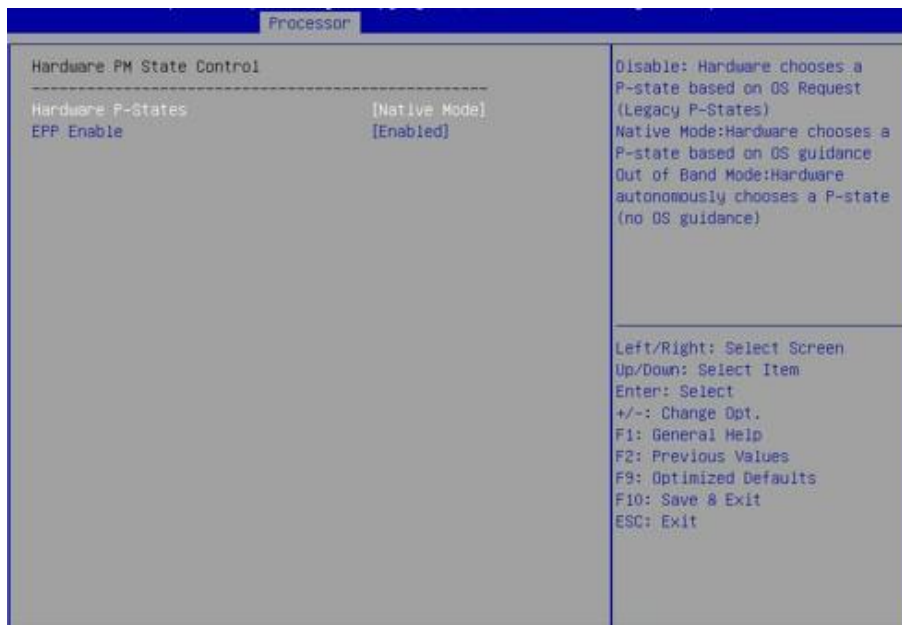 Processor
Hardware PM State Control
------------------------------------------------
Hardware P-States [Native Mode]
EPP Enable [Enabled]
Disable: Hardware chooses a
P-state based on OS Request
(Legacy P-States)
Native Mode:Hardware chooses a
P-state based on OS guidance
Out of Band Mode:Hardware
autonomously chooses a P-state
(no OS guidance)
Left/Right: Select Screen
Up/Down: Select Item
Enter: Select
+/-: Change Opt.
F1: General Help
F2: Previous Values
F9: Optimized Defaults
F10: Save & Exit
ESC: Exit